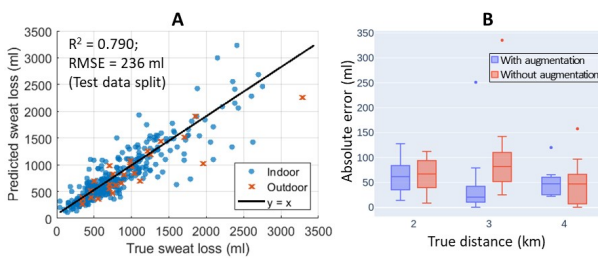 A
R² = 0.790;
RMSE = 236 ml
(Test data split)
Predicted sweat loss (ml)
3500
3000
2500
2000
1500
1000
500
0
Indoor
Outdoor
y = x
0 500 1000 1500 2000 2500 3000 3500
True sweat loss (ml)
B
With augmentation
Without augmentation
Absolute error (ml)
350
300
250
200
150
100
50
0
2 3 4
True distance (km)